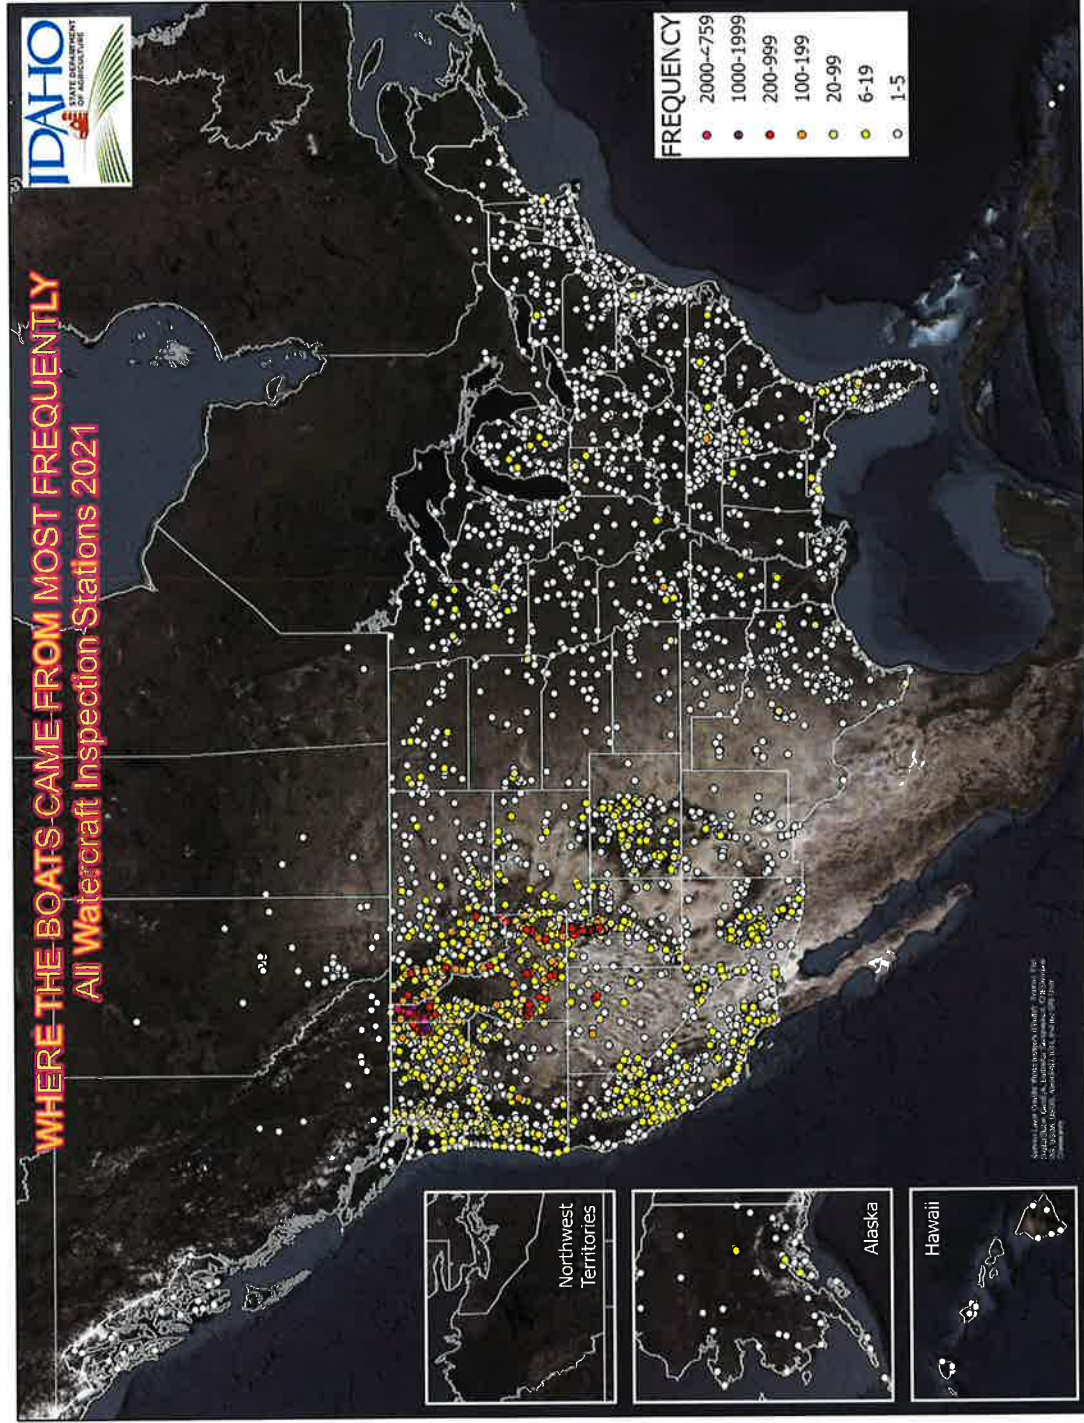 WHERE THE BOATS CAME FROM MOST FREQUENTLY
All Watercraft Inspection Stations 2021
IDAHO
STATE DEPARTMENT
OF AGRICULTURE
FREQUENCY
2000-4759
1000-1999
200-999
100-199
20-99
6-19
1-5
Northwest
Territories
Alaska
Hawaii